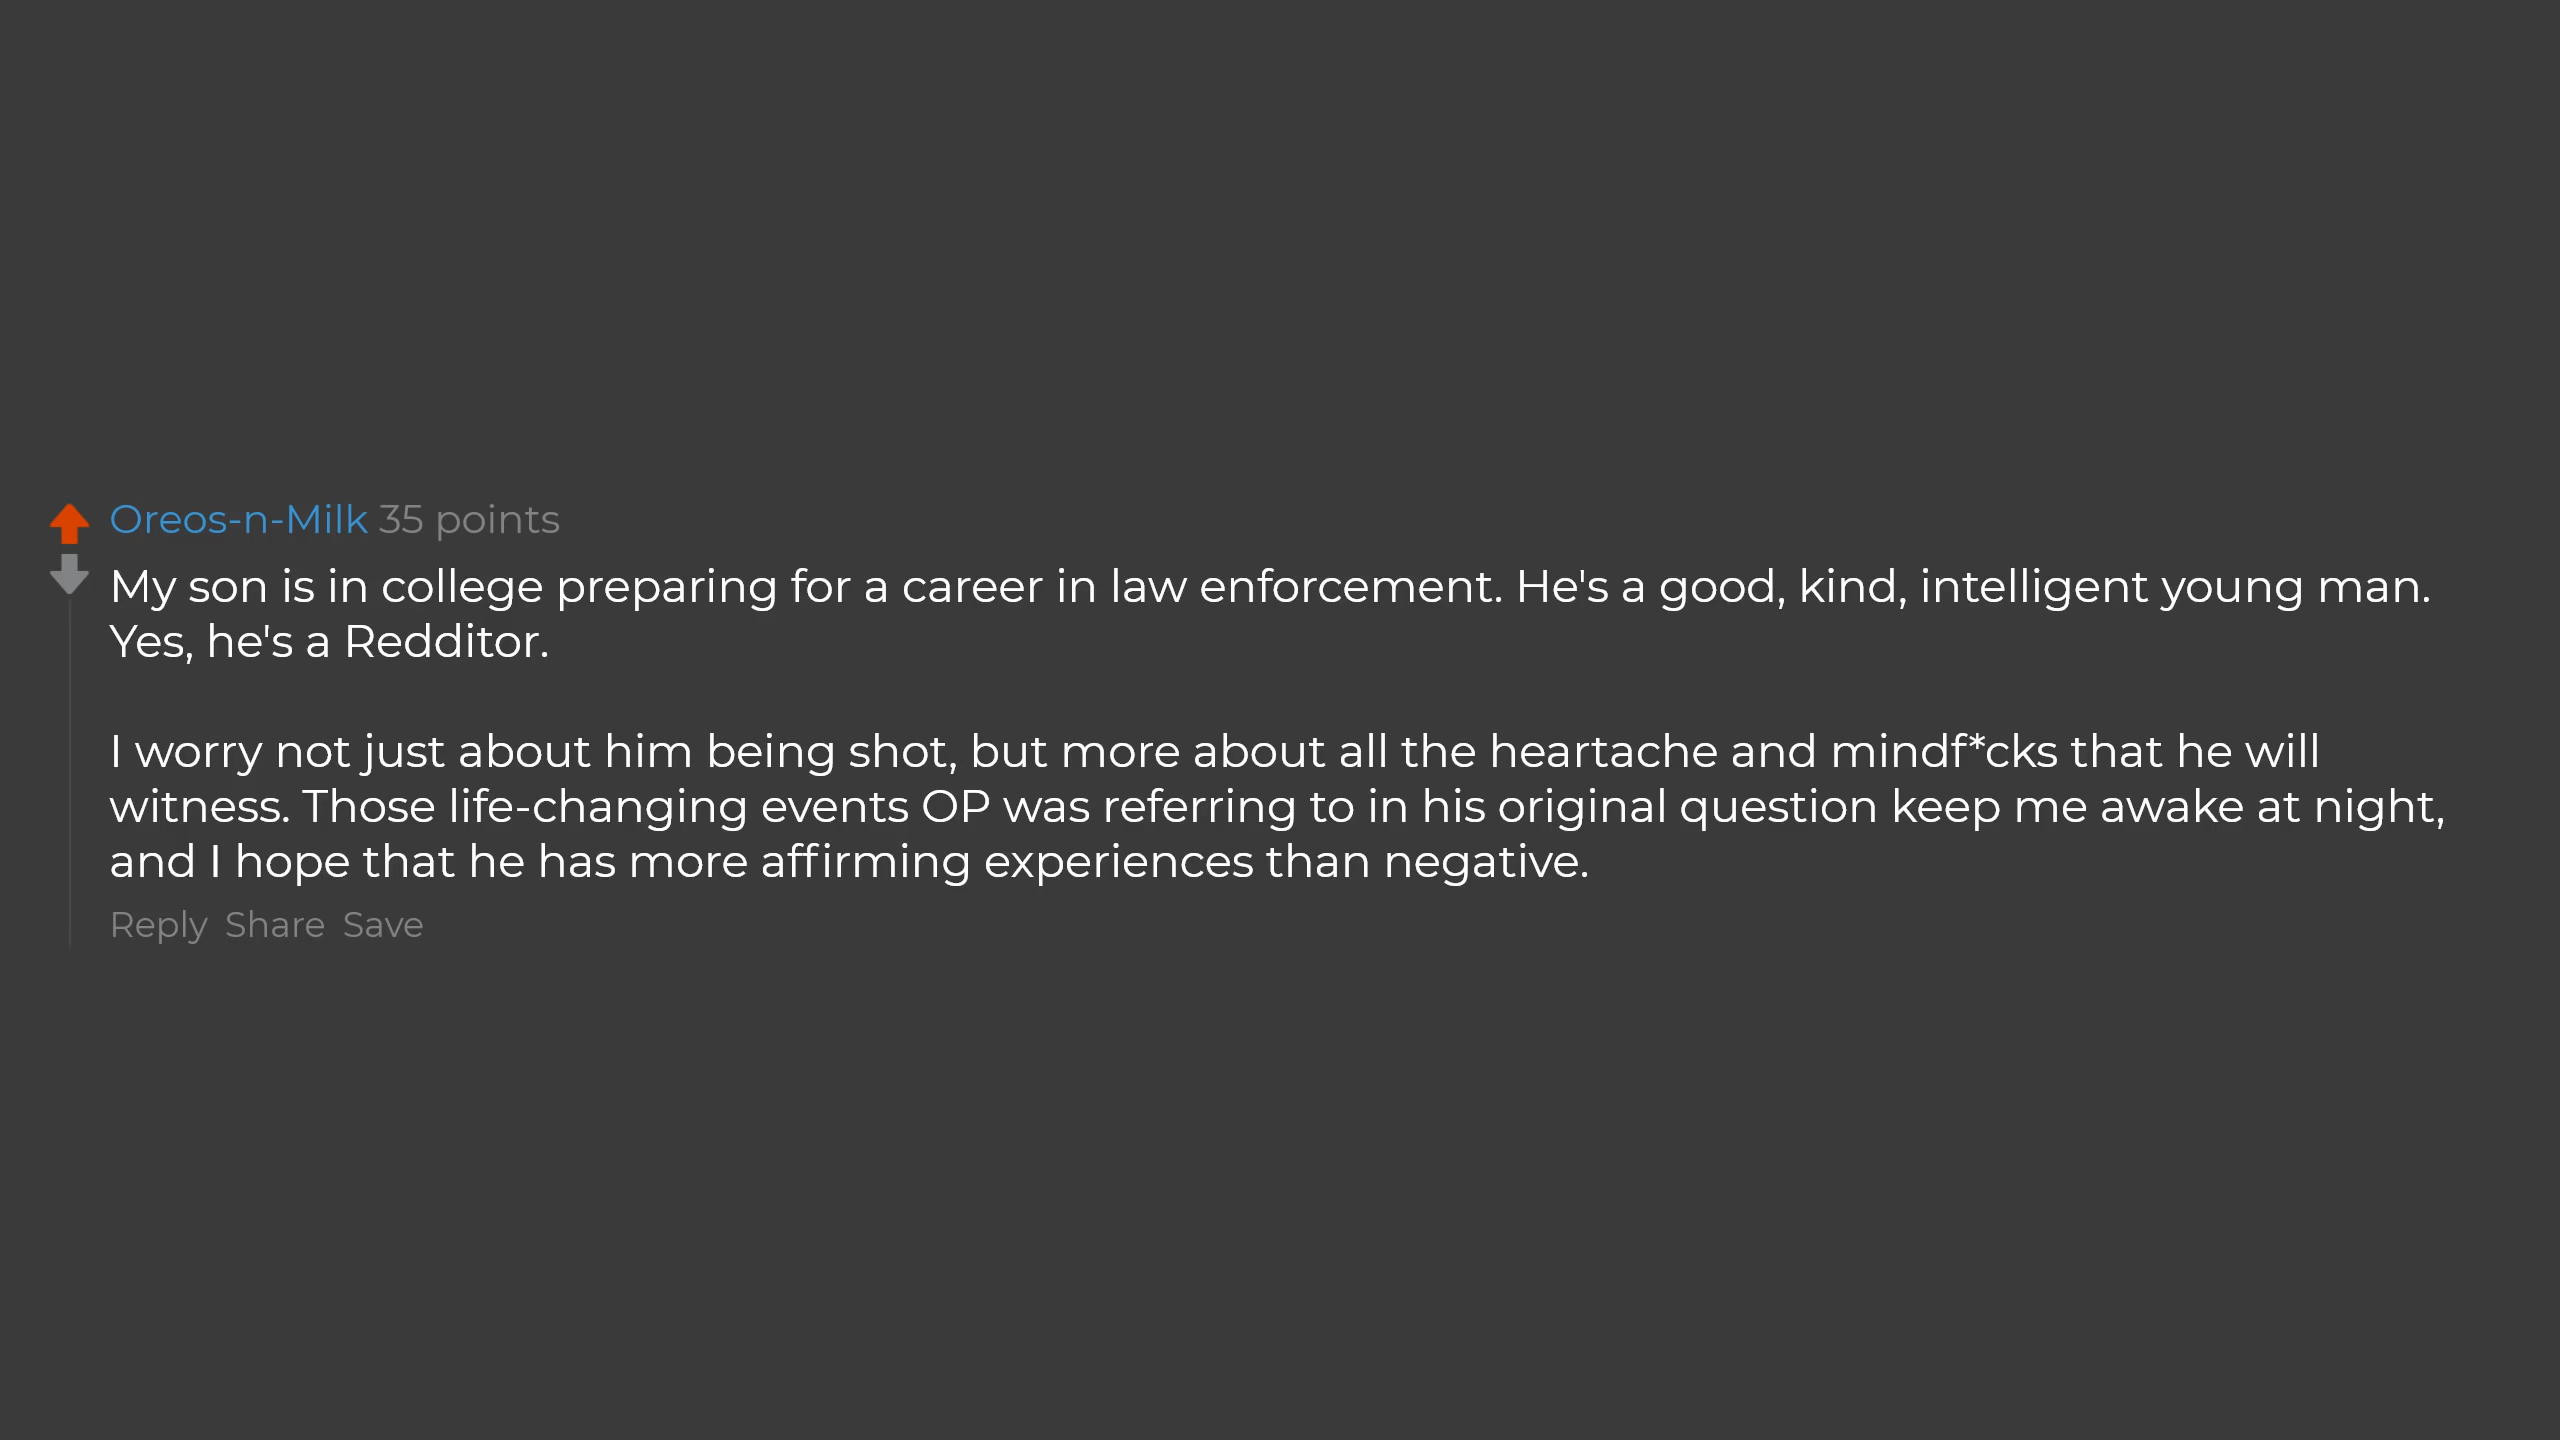 Oreos-n-Milk 35 points
My son is in college preparing for a career in law enforcement. He's a good, kind, intelligent young man.
Yes, he's a Redditor.
I worry not just about him being shot, but more about all the heartache and mindf*cks that he will
witness. Those life-changing events OP was referring to in his original question keep me awake at night,
and I hope that he has more affirming experiences than negative.
Reply Share Save